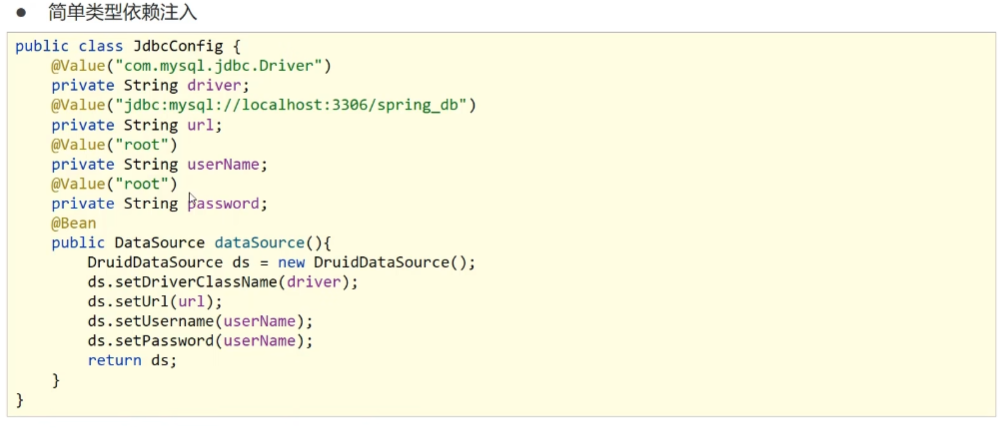 ● 简单类型依赖注入
public class JdbcConfig {
    @Value("com.mysql.jdbc.Driver")
    private String driver;
    @Value("jdbc:mysql://localhost:3306/spring_db")
    private String url;
    @Value("root")
    private String userName;
    @Value("root")
    private String password;
    @Bean
    public DataSource dataSource(){
        DruidDataSource ds = new DruidDataSource();
        ds.setDriverClassName(driver);
        ds.setUrl(url);
        ds.setUsername(userName);
        ds.setPassword(userName);
        return ds;
    }
}